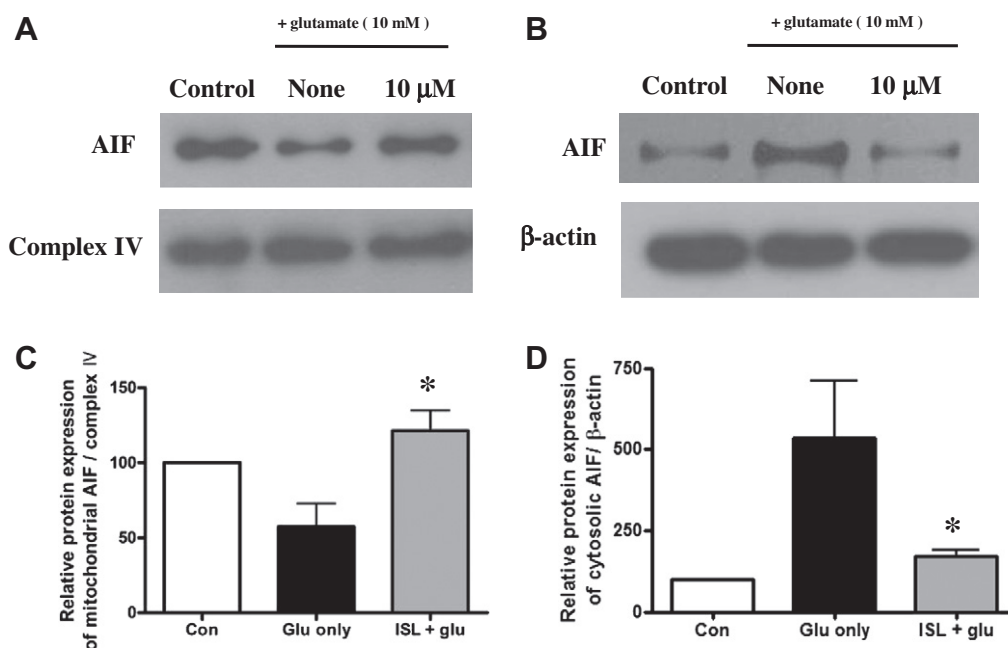 A
+ glutamate ( 10 mM )
Control None 10 μM
AIF
Complex IV
B
+ glutamate ( 10 mM )
Control None 10 μM
AIF
β-actin
C
Relative protein expression
of mitochondrial AIF / complex IV
150
100
50
0
Con Glu only ISL + glu
*
D
Relative protein expression
of cytosolic AIF/ β-actin
750
500
250
0
Con Glu only ISL + glu
*